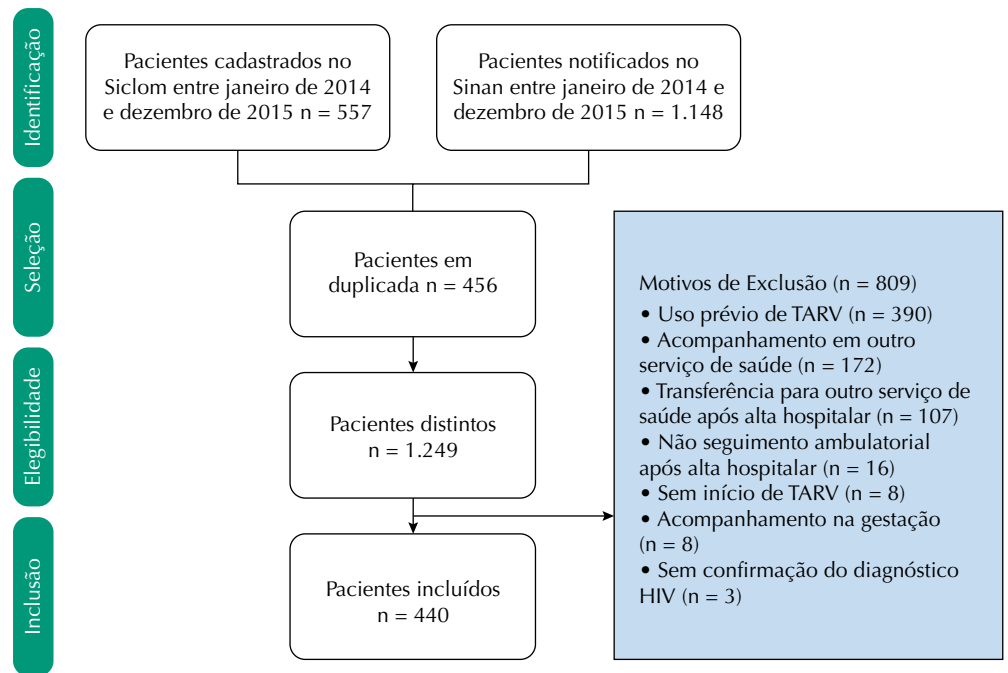 Identificação
Pacientes cadastrados no
Siclom entre janeiro de 2014
e dezembro de 2015 n = 557
Pacientes notificados no
Sinan entre janeiro de 2014 e
dezembro de 2015 n = 1.148
Seleção
Pacientes em
duplicada n = 456
Motivos de Exclusão (n = 809)
• Uso prévio de TARV (n = 390)
• Acompanhamento em outro
serviço de saúde (n = 172)
• Transferência para outro serviço de
saúde após alta hospitalar (n = 107)
• Não seguimento ambulatorial
após alta hospitalar (n = 16)
• Sem início de TARV (n = 8)
• Acompanhamento na gestação
(n = 8)
• Sem confirmação do diagnóstico
HIV (n = 3)
Elegibilidade
Pacientes distintos
n = 1.249
Inclusão
Pacientes incluídos
n = 440